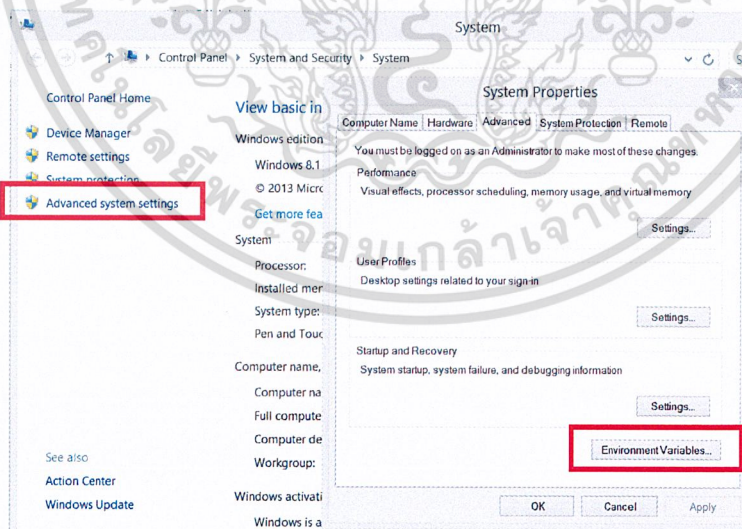 System
Control Panel System and Security System
Control Panel Home
Device Manager
Remote settings
System protection
Advanced system settings
See also
Action Center
Windows Update
View basic in
Windows edition
Windows 8.1
© 2013 Micro
Get more fea
System
Processor:
Installed mer
System type:
Pen and Touc
Computer name,
Computer na
Full compute
Computer de
Workgroup:
Windows activati
Windows is a
System Properties
Computer Name Hardware Advanced System Protection Remote
You must be logged on as an Administrator to make most of these changes.
Performance
Visual effects, processor scheduling, memory usage, and virtual memory
Settings...
User Profiles
Desktop settings related to your sign-in
Settings...
Startup and Recovery
System startup, system failure, and debugging information
Settings...
Environment Variables...
OK Cancel Apply